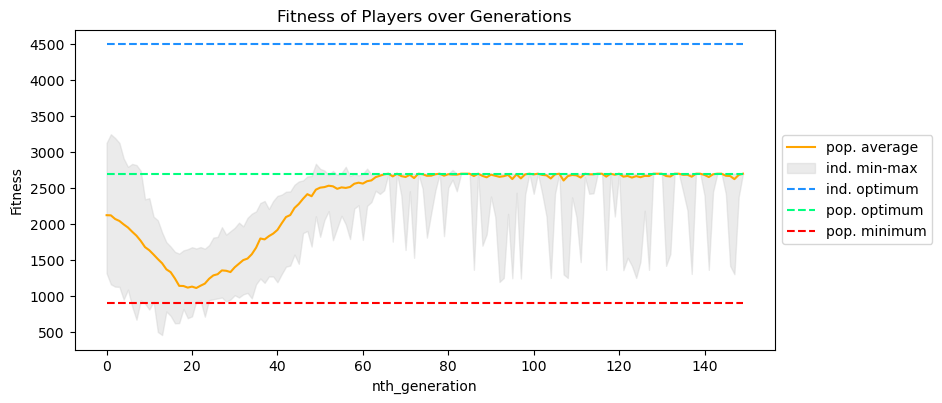 Fitness of Players over Generations
Fitness
4500
4000
3500
3000
2500
2000
1500
1000
500
0 20 40 60 80 100 120 140
nth_generation
pop. average
ind. min-max
ind. optimum
pop. optimum
pop. minimum